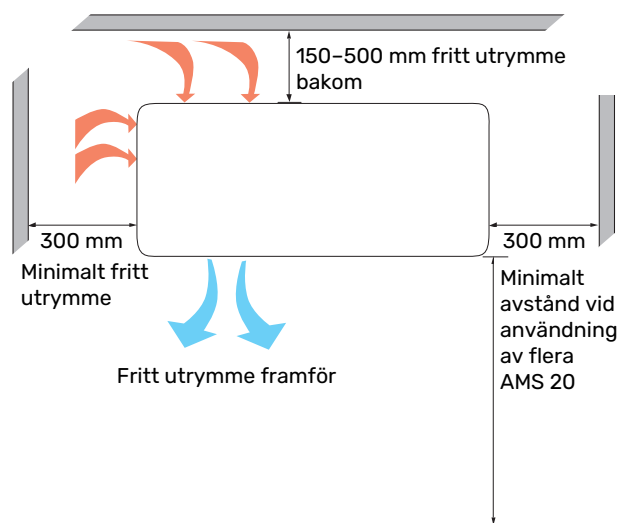 150–500 mm fritt utrymme
bakom
300 mm
Minimalt fritt
utrymme
300 mm
Minimalt
avstånd vid
användning
av flera
AMS 20
Fritt utrymme framför